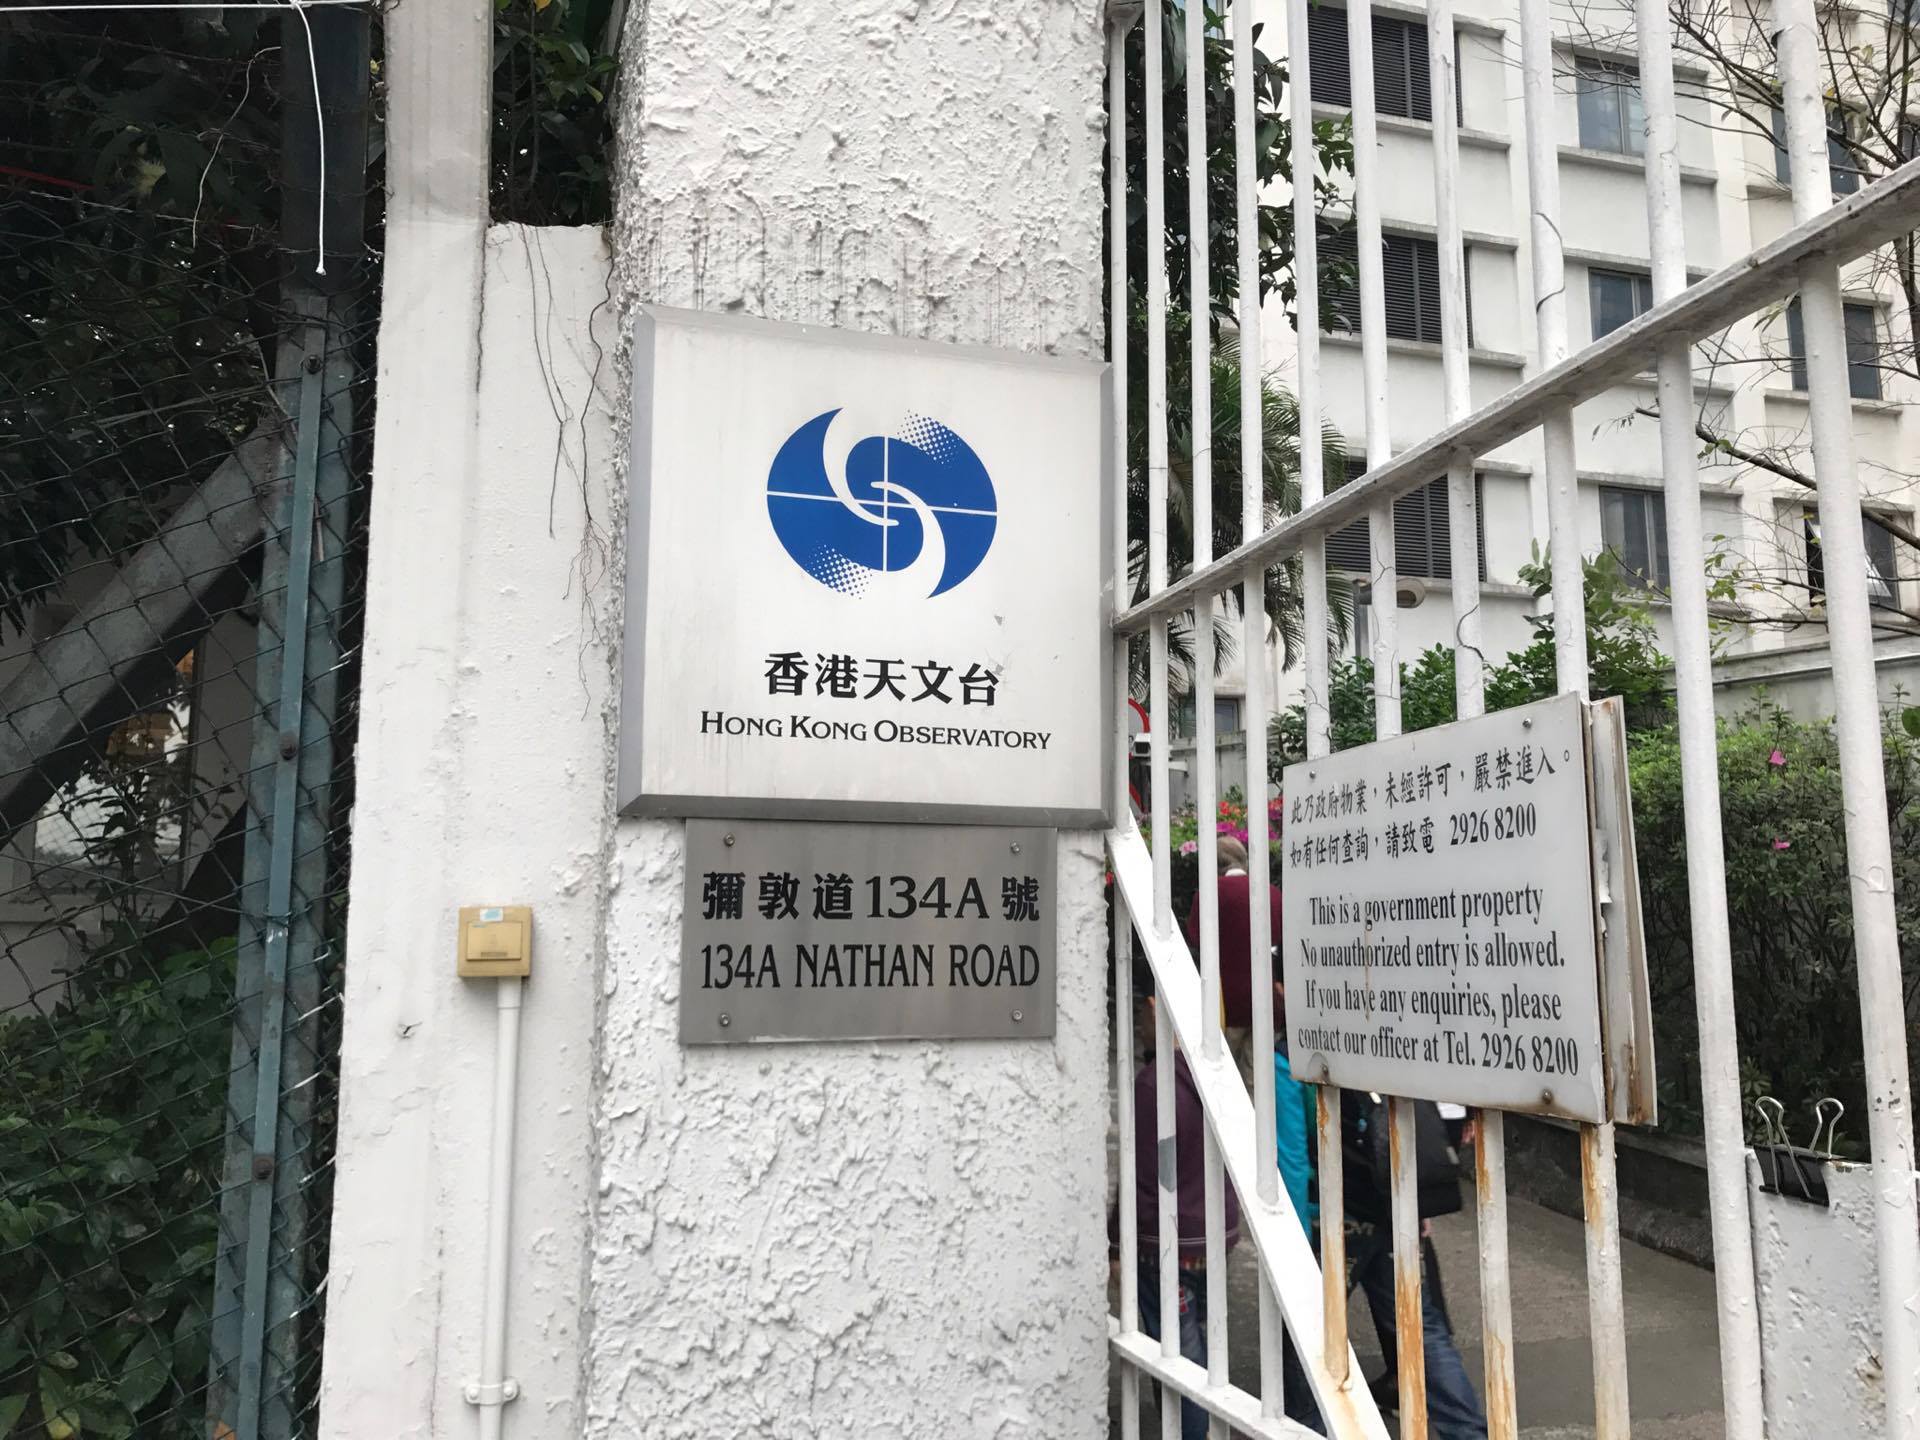 香港天文台
HONG KONG OBSERVATORY
彌敦道134A號
134A NATHAN ROAD
此乃政府物業，未經許可，嚴禁進入。
如有任何查詢，請致電 2926 8200
This is a government property
No unauthorized entry is allowed.
If you have any enquiries, please
contact our officer at Tel. 2926 8200